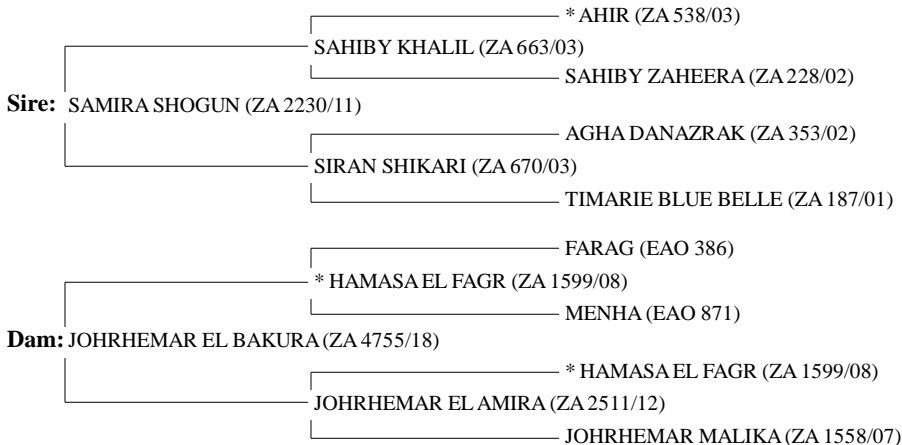 * AHIR (ZA 538/03)
SAHIBY KHALIL (ZA 663/03)
SAHIBY ZAHEERA (ZA 228/02)
Sire: SAMIRA SHOGUN (ZA 2230/11)
AGHA DANAZRAK (ZA 353/02)
SIRAN SHIKARI (ZA 670/03)
TIMARIE BLUE BELLE (ZA 187/01)
FARAG (EAO 386)
* HAMASA EL FAGR (ZA 1599/08)
MENHA (EAO 871)
Dam: JOHRHEMAR EL BAKURA (ZA 4755/18)
* HAMASA EL FAGR (ZA 1599/08)
JOHRHEMAR EL AMIRA (ZA 2511/12)
JOHRHEMAR MALIKA (ZA 1558/07)